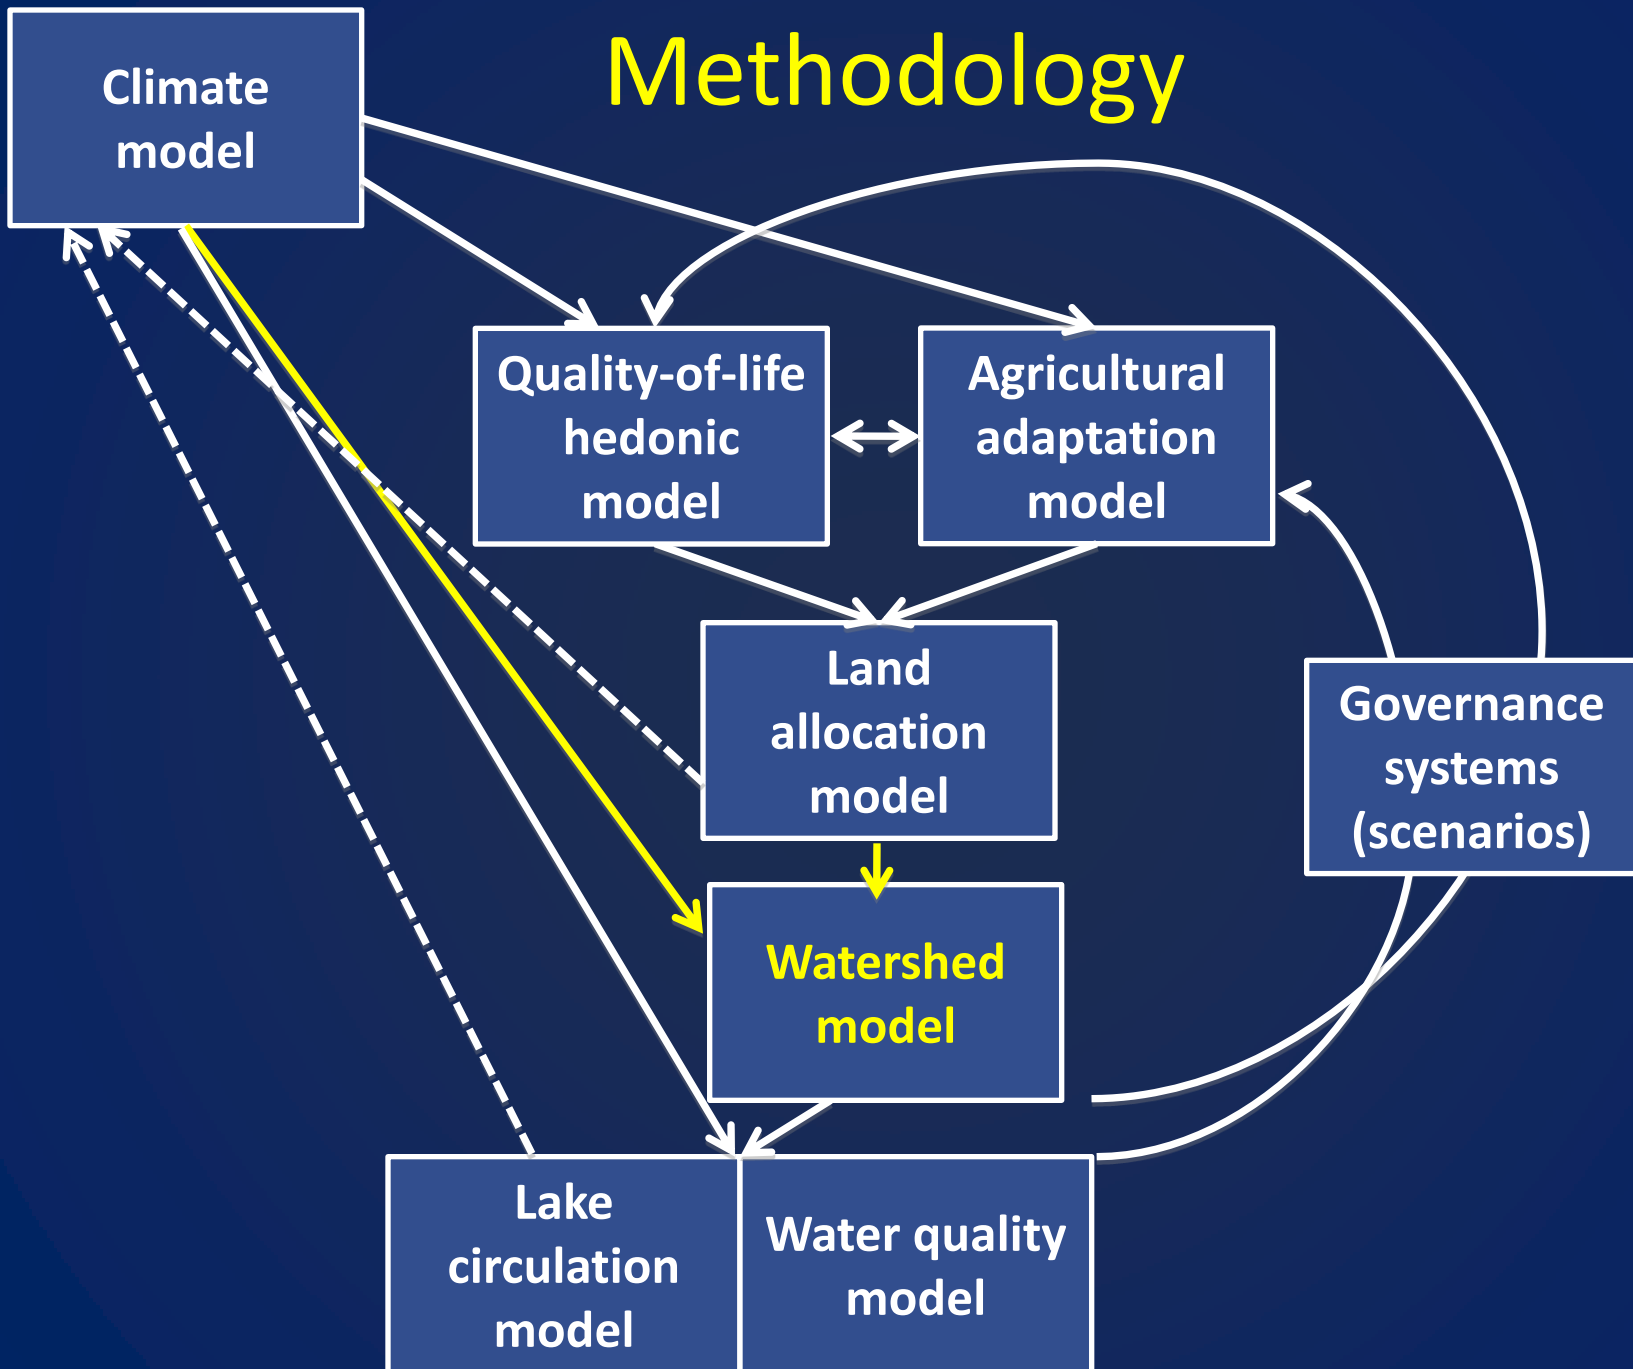 Methodology
Climate
model
Quality-of-life
hedonic
model
Agricultural
adaptation
model
Land
allocation
model
Governance
systems
(scenarios)
Watershed
model
Lake
circulation
model
Water quality
model